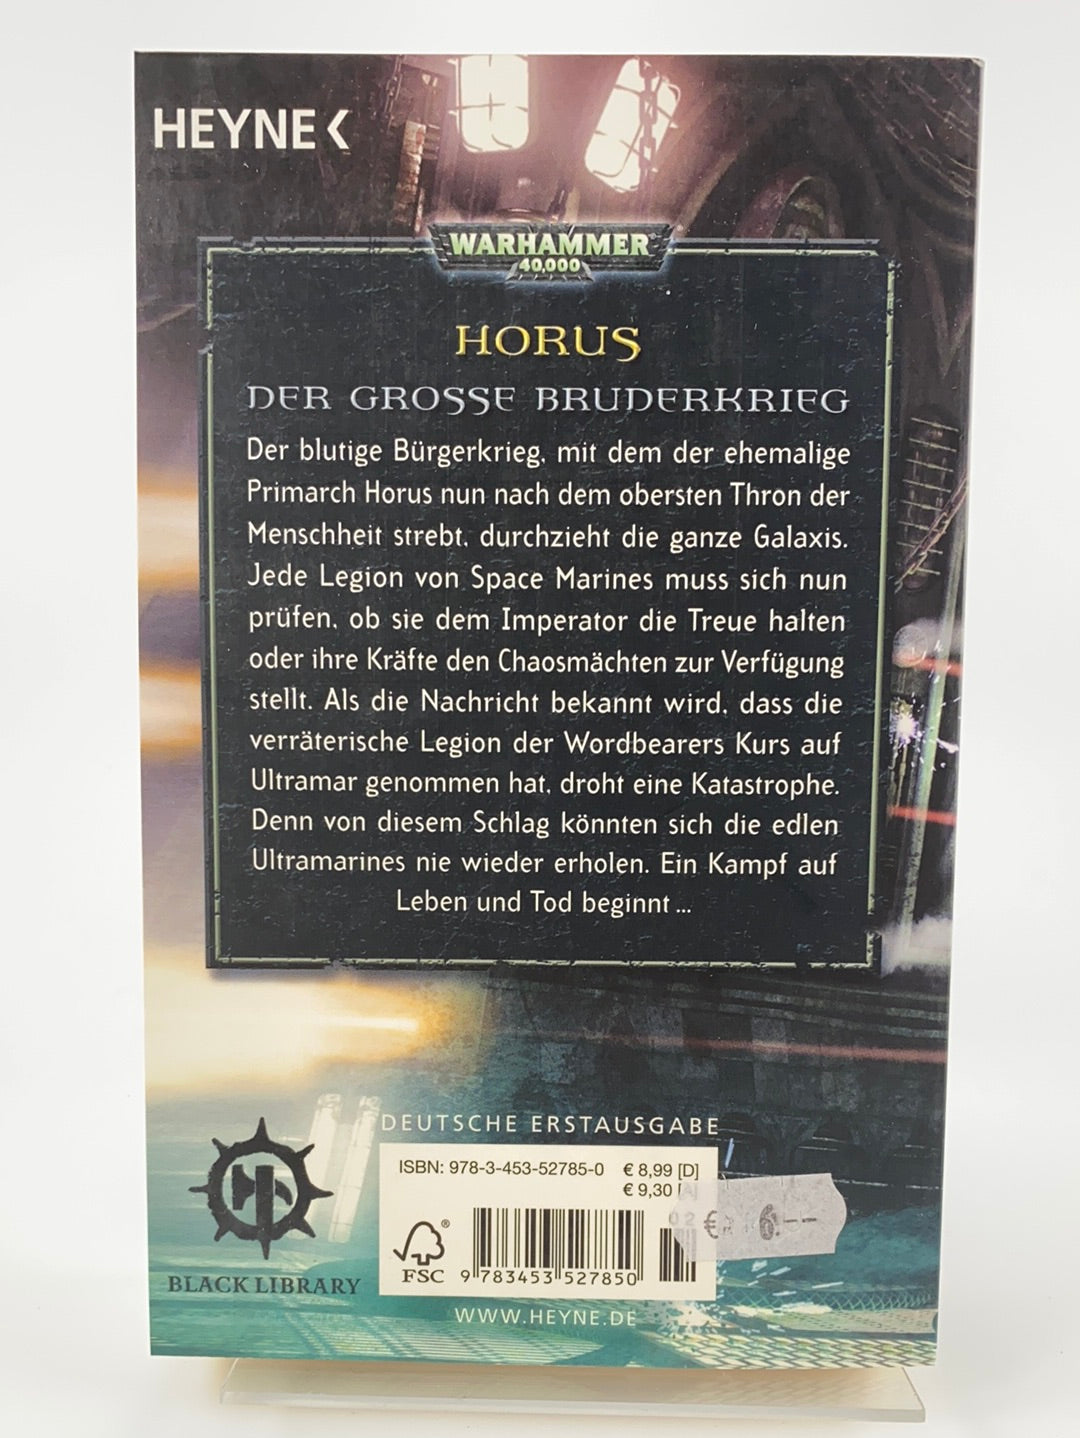 HEYNE <
WARHAMMER
40,000
HORUS
DER GROSSE BRUDERKRIEG
Der blutige Bürgerkrieg, mit dem der ehemalige
Primarch Horus nun nach dem obersten Thron der
Menschheit strebt, durchzieht die ganze Galaxis.
Jede Legion von Space Marines muss sich nun
prüfen, ob sie dem Imperator die Treue halten
oder ihre Kräfte den Chaosmächten zur Verfügung
stellt. Als die Nachricht bekannt wird, dass die
verräterische Legion der Wordbearers Kurs auf
Ultramar genommen hat, droht eine Katastrophe.
Denn von diesem Schlag könnten sich die edlen
Ultramarines nie wieder erholen. Ein Kampf auf
Leben und Tod beginnt ...
DEUTSCHE ERSTAUSGABE
ISBN: 978-3-453-52785-0 € 8,99 [D]
€ 9,30 [A]
02
€ 6.--
FSC ®
9 783453 527850
BLACK LIBRARY
WWW.HEYNE.DE